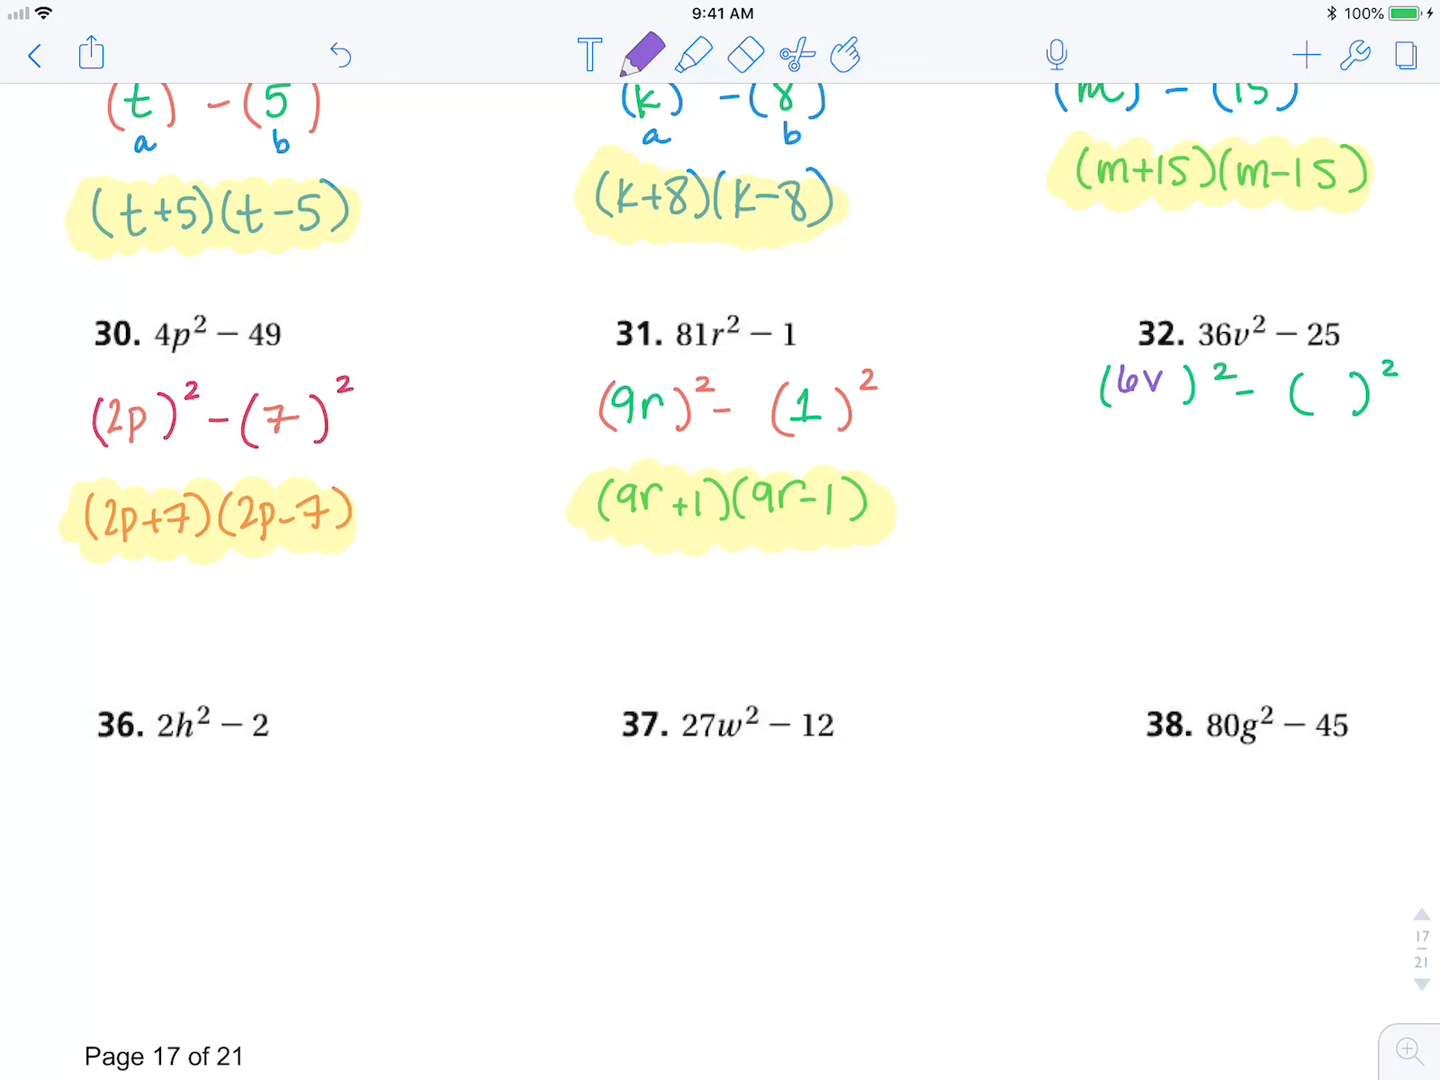 9:41 AM
100%
T
(t) - (5) (k) - (8) (m) - (15)
a b a b
(t+5)(t-5) (k+8)(k-8) (m+15)(m-15)
30. 4p² − 49 31. 81r² − 1 32. 36v² − 25
(2p)² - (7)² (9r)² - (1)² (6v )² - ( )²
(2p+7)(2p-7) (9r+1)(9r-1)
36. 2h² − 2 37. 27w² − 12 38. 80g² − 45
17
21
Page 17 of 21